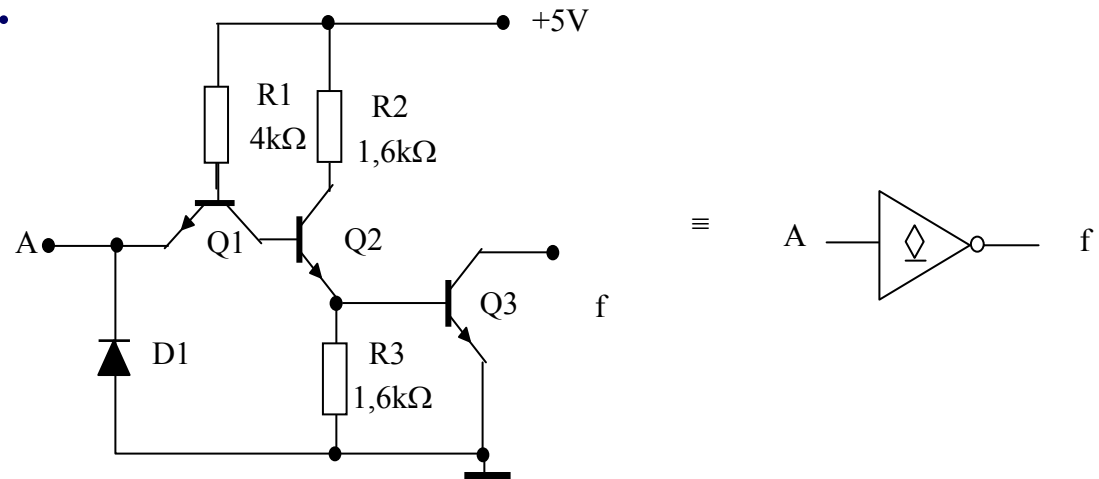 +5V
R1
4kΩ
R2
1,6kΩ
A
Q1
Q2
Q3
f
D1
R3
1,6kΩ
≡
A
f